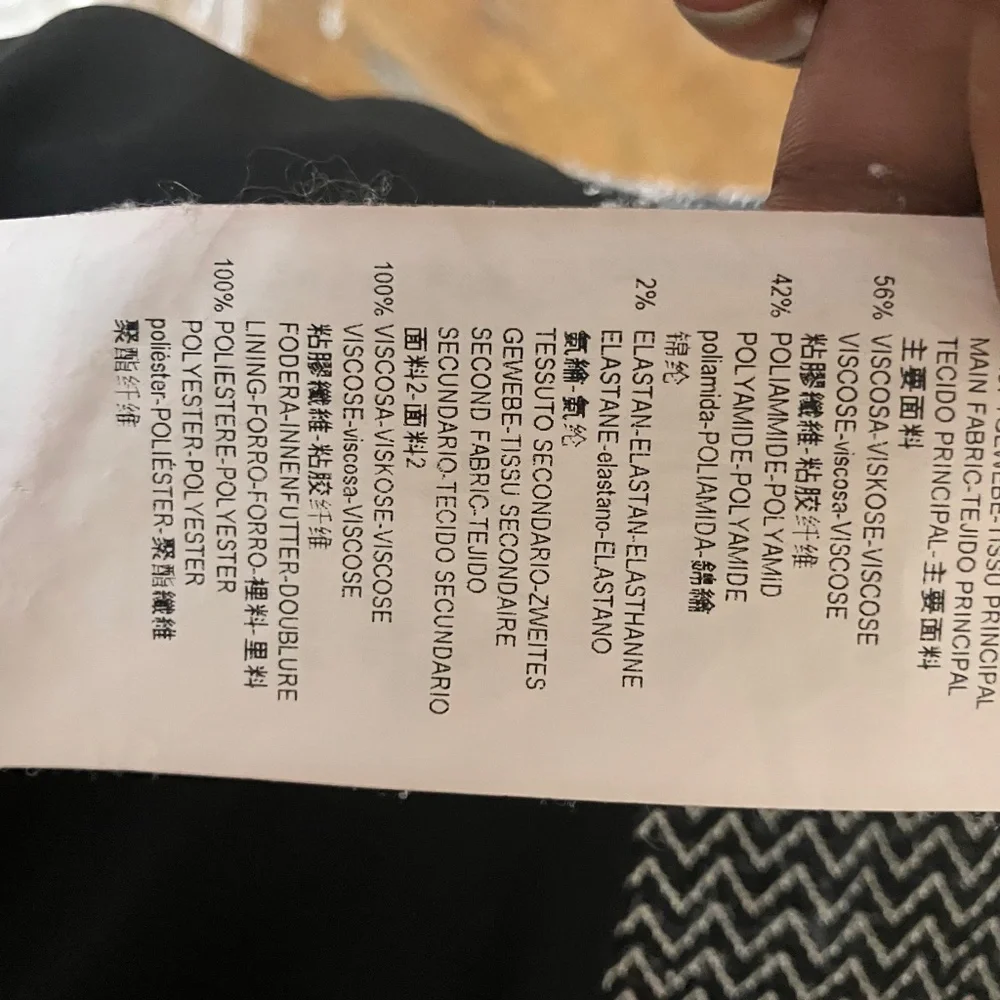 MAIN FABRIC-TEJIDO PRINCIPAL
TECIDO PRINCIPAL-主要面料
主要面料
56% VISCOSA-VISKOSE-VISCOSE
VISCOSE-viscosa-VISCOSE
粘膠纖維-粘胶纤维
42% POLIAMMIDE-POLYAMID
POLYAMIDE-POLYAMIDE
poliamida-POLIAMIDA-錦綸
锦纶
2% ELASTAN-ELASTAN-ELASTHANNE
ELASTANE-elastano-ELASTANO
氨綸-氨纶
TESSUTO SECONDARIO-ZWEITES
GEWEBE-TISSU SECONDAIRE
SECOND FABRIC-TEJIDO
SECUNDARIO-TECIDO SECUNDARIO
面料2-面料2
100% VISCOSA-VISKOSE-VISCOSE
VISCOSE-viscosa-VISCOSE
粘膠纖維-粘胶纤维
FODERA-INNENFUTTER-DOUBLURE
LINING-FORRO-FORRO-裡料-里料
100% POLIESTERE-POLYESTER
POLYESTER-POLYESTER
poliéster-POLIÉSTER-聚酯纖維
聚酯纤维